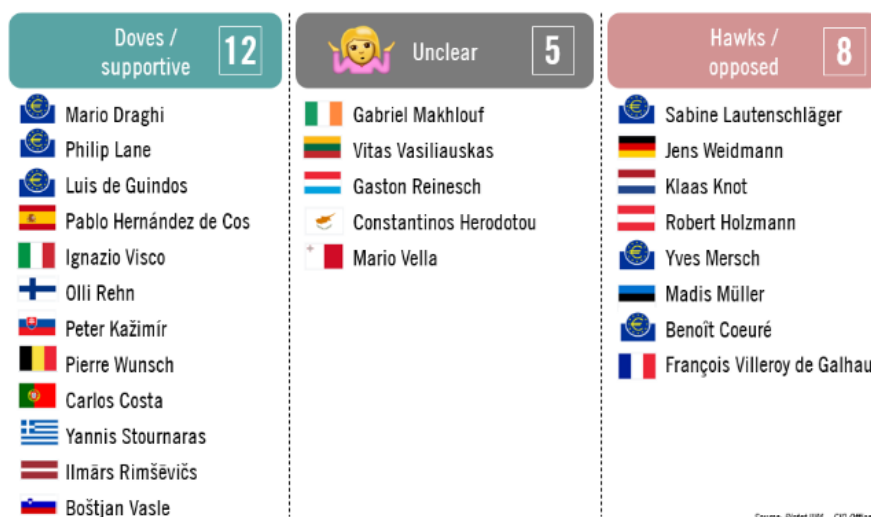 Doves /
supportive
12
Mario Draghi
Philip Lane
Luis de Guindos
Pablo Hernández de Cos
Ignazio Visco
Olli Rehn
Peter Kažimír
Pierre Wunsch
Carlos Costa
Yannis Stournaras
Ilmārs Rimšēvičs
Boštjan Vasle
Unclear
5
Gabriel Makhlouf
Vitas Vasiliauskas
Gaston Reinesch
Constantinos Herodotou
Mario Vella
Hawks /
opposed
8
Sabine Lautenschläger
Jens Weidmann
Klaas Knot
Robert Holzmann
Yves Mersch
Madis Müller
Benoît Coeuré
François Villeroy de Galhau